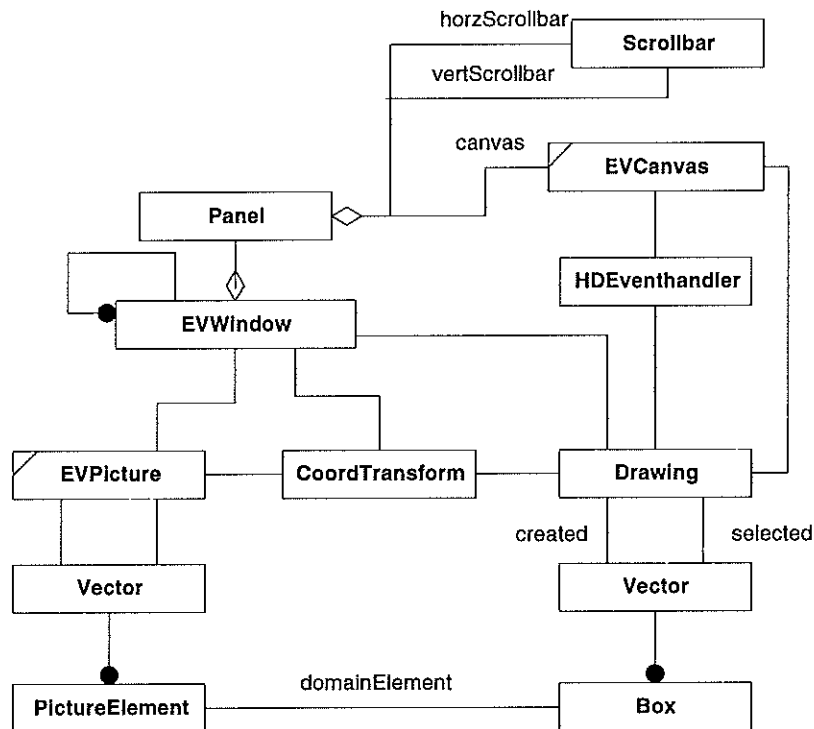 horzScrollbar
Scrollbar
vertScrollbar
canvas
EVCanvas
Panel
HDEventhandler
EVWindow
EVPicture
CoordTransform
Drawing
created
selected
Vector
Vector
domainElement
PictureElement
Box